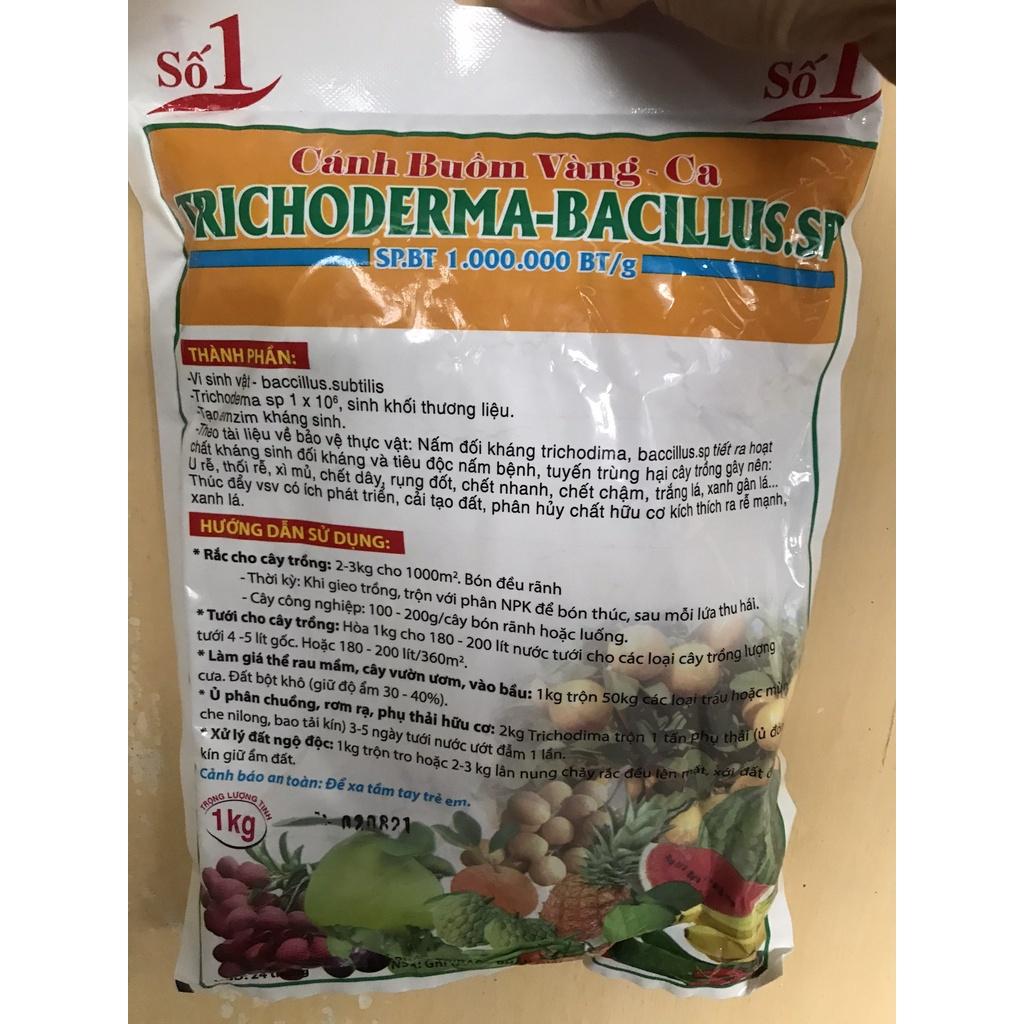 Số 1
Số 1
Cánh Buồm Vàng - Ca
TRICHODERMA-BACILLUS.SP
SP.BT 1.000.000 BT/g
THÀNH PHẦN:
-Vi sinh vật - baccillus.subtilis
-Trichoderma sp 1 x 10⁶, sinh khối thương liệu.
-Tạo enzim kháng sinh.
-Theo tài liệu về bảo vệ thực vật: Nấm đối kháng trichodima, baccillus.sp tiết ra hoạt
chất kháng sinh đối kháng và tiêu độc nấm bệnh, tuyến trùng hại cây trồng gây nên:
U rễ, thối rễ, xì mủ, chết dây, rụng đốt, chết nhanh, chết chậm, trắng lá, xanh gân lá...
Thúc đẩy vsv có ích phát triển, cải tạo đất, phân hủy chất hữu cơ kích thích ra rễ mạnh,
xanh lá.
HƯỚNG DẪN SỬ DỤNG:
* Rắc cho cây trồng: 2-3kg cho 1000m². Bón đều rãnh
- Thời kỳ: Khi gieo trồng, trộn với phân NPK để bón thúc, sau mỗi lứa thu hái.
- Cây công nghiệp: 100 - 200g/cây bón rãnh hoặc luống.
* Tưới cho cây trồng: Hòa 1kg cho 180 - 200 lít nước tưới cho các loại cây trồng lượng
tưới 4 -5 lít gốc. Hoặc 180 - 200 lít/360m².
* Làm giá thể rau mầm, cây vườn ươm, vào bầu: 1kg trộn 50kg các loại trấu hoặc mùn
cưa. Đất bột khô (giữ độ ẩm 30 - 40%).
* Ủ phân chuồng, rơm rạ, phụ thải hữu cơ: 2kg Trichodima trộn 1 tấn phụ thải (ủ
che nilong, bao tải kín) 3-5 ngày tưới nước ướt đẫm 1 lần.
* Xử lý đất ngộ độc: 1kg trộn tro hoặc 2-3 kg lân nung chảy rắc đều lên mặt, xới đất
kín giữ ẩm đất.
Cảnh báo an toàn: Để xa tầm tay trẻ em.
TRỌNG LƯỢNG TỊNH
1kg
020821
24